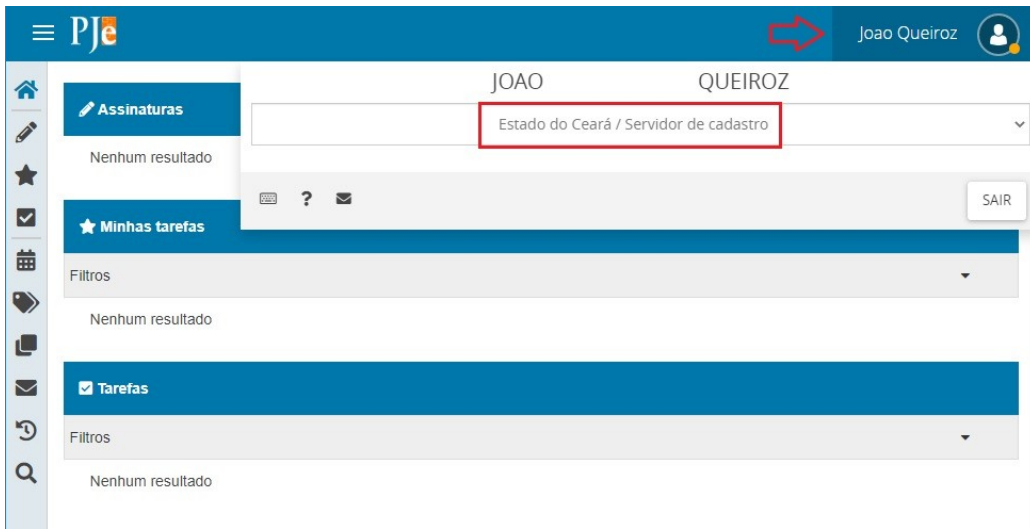 PJe
Joao Queiroz
JOAO QUEIROZ
Assinaturas
Estado do Ceará / Servidor de cadastro
Nenhum resultado
?
SAIR
Minhas tarefas
Filtros
Nenhum resultado
Tarefas
Filtros
Nenhum resultado